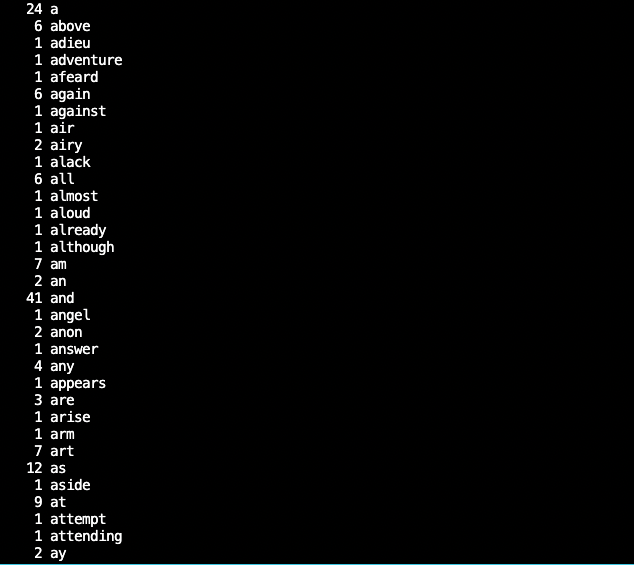 24 a
6 above
1 adieu
1 adventure
1 afeard
6 again
1 against
1 air
2 airy
1 alack
6 all
1 almost
1 aloud
1 already
1 although
7 am
2 an
41 and
1 angel
2 anon
1 answer
4 any
1 appears
3 are
1 arise
1 arm
7 art
12 as
1 aside
9 at
1 attempt
1 attending
2 ay